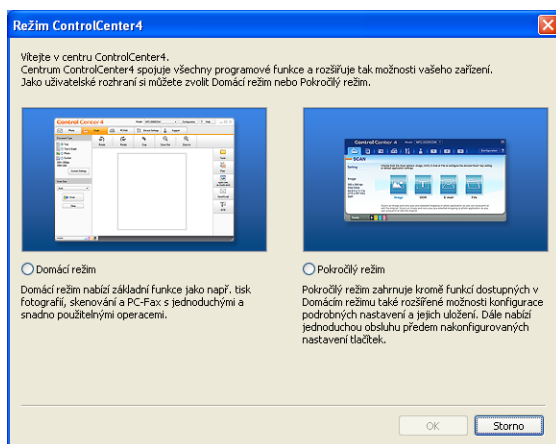 Režim ControlCenter4
Vítejte v centru ControlCenter4.
Centrum ControlCenter4 spojuje všechny programové funkce a rozšiřuje tak možnosti vašeho zařízení.
Jako uživatelské rozhraní si můžete zvolit Domácí režim nebo Pokročilý režim.
Control Center 4
Control Center 4
SCAN
Domácí režim
Domácí režim nabízí základní funkce jako např. tisk
fotografií, skenování a PC-Fax s jednoduchými a
snadno použitelnými operacemi.
Pokročilý režim
Pokročilý režim zahrnuje kromě funkcí dostupných v
Domácím režimu také rozšířené možnosti konfigurace
podrobných nastavení a jejich uložení. Dále nabízí
jednoduchou obsluhu předem nakonfigurovaných
nastavení tlačítek.
OK
Storno